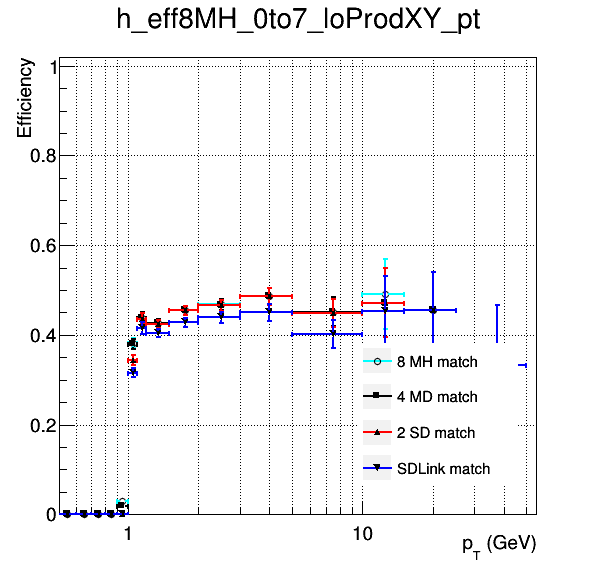 h_eff8MH_0to7_loProdXY_pt
Efficiency
1
0.8
0.6
0.4
0.2
0
8 MH match
4 MD match
2 SD match
SDLink match
1
10
p_T (GeV)